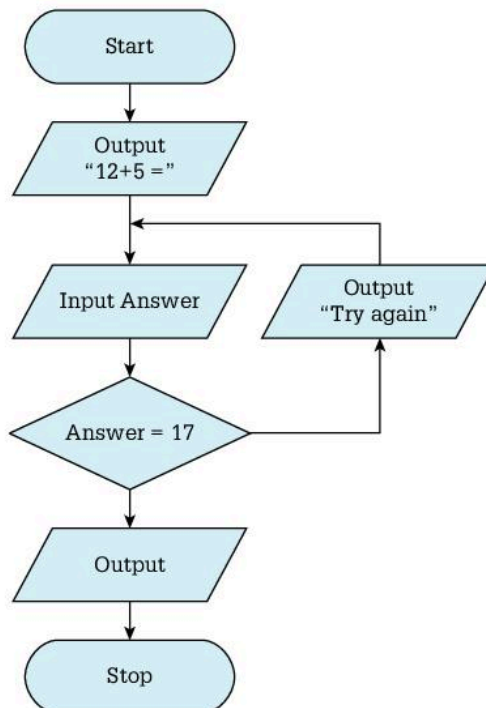 Start
Output
“12+5 =”
Input Answer
Output
“Try again”
Answer = 17
Output
Stop